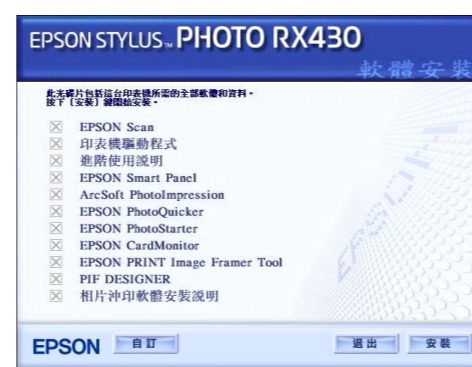 EPSON STYLUS™ PHOTO RX430
軟體安裝
此光碟片包括這台印表機所需的全部軟體和資料。
按下〔安裝〕鍵開始安裝。
EPSON Scan
印表機驅動程式
進階使用說明
EPSON Smart Panel
ArcSoft PhotoImpression
EPSON PhotoQuicker
EPSON PhotoStarter
EPSON CardMonitor
EPSON PRINT Image Framer Tool
PIF DESIGNER
相片沖印軟體安裝說明
EPSON
EPSON
自訂
退出
安裝